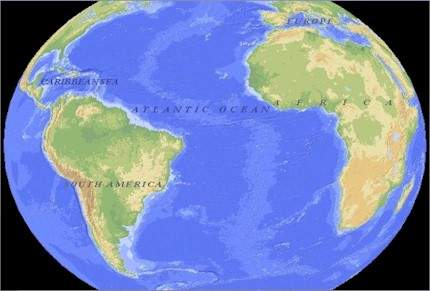 EUROPE
CARIBBEAN SEA
ATLANTIC OCEAN
AFRICA
SOUTH AMERICA